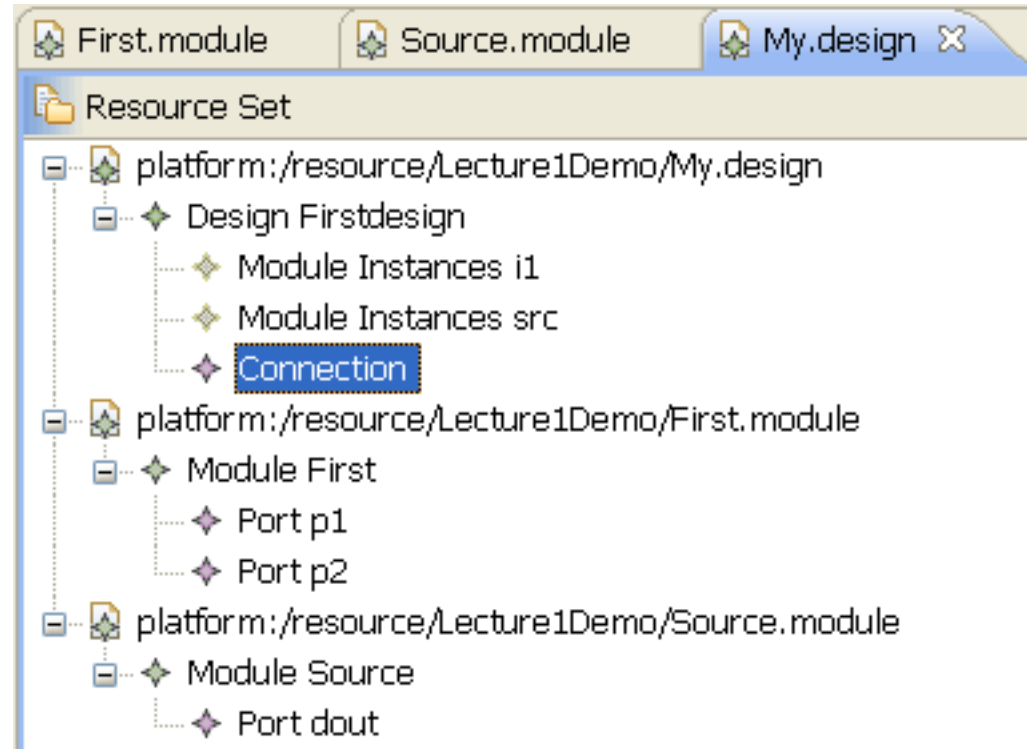 First.module Source.module My.design
Resource Set
platform:/resource/Lecture1Demo/My.design
Design Firstdesign
Module Instances i1
Module Instances src
Connection
platform:/resource/Lecture1Demo/First.module
Module First
Port p1
Port p2
platform:/resource/Lecture1Demo/Source.module
Module Source
Port dout